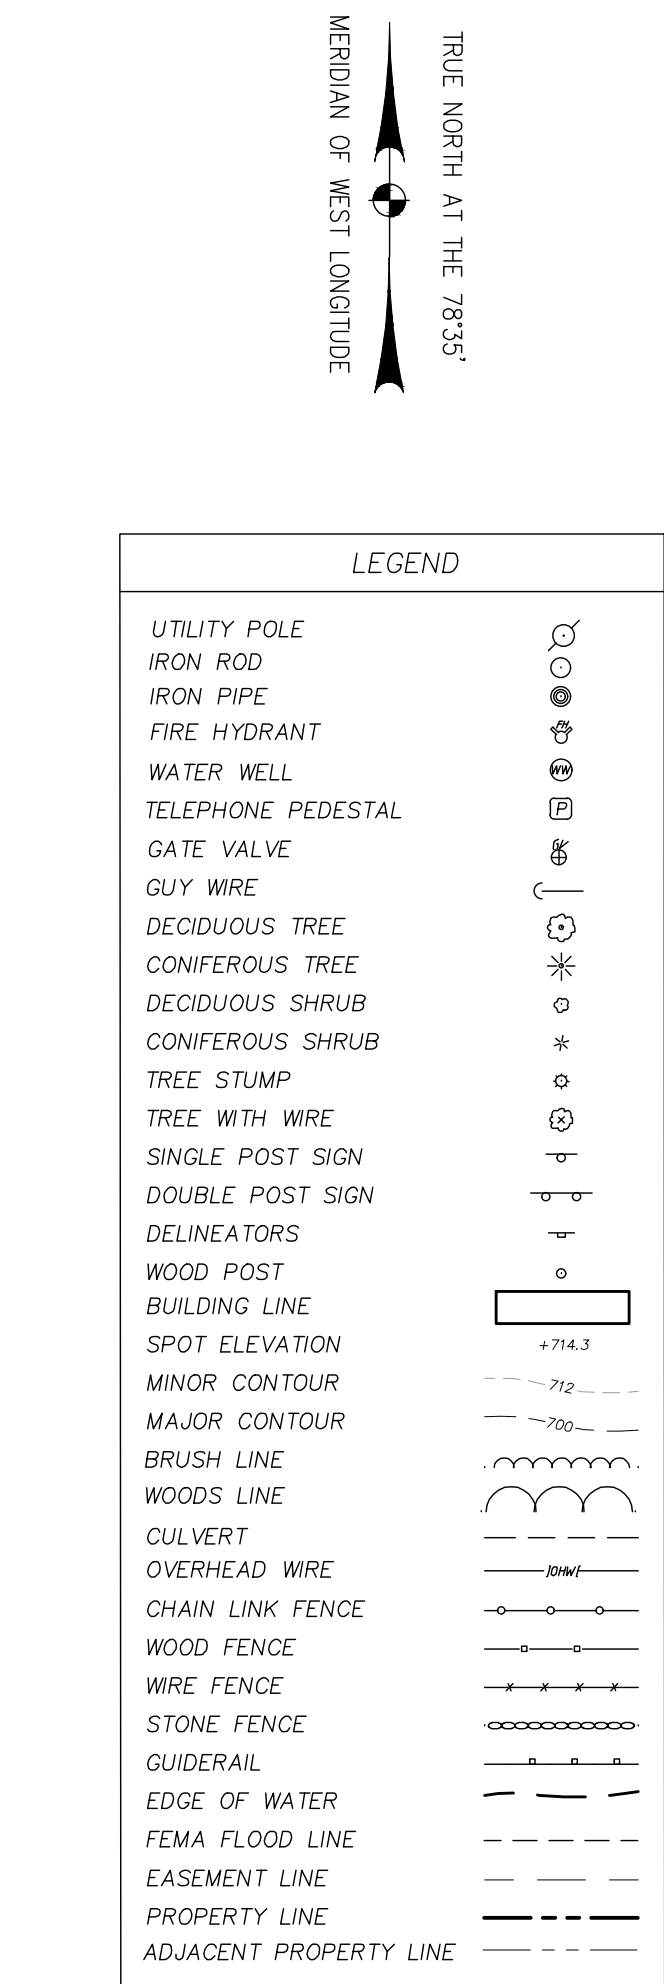 TRUE NORTH AT THE 78°35'
MERIDIAN OF WEST LONGITUDE
LEGEND
UTILITY POLE
IRON ROD
IRON PIPE
FIRE HYDRANT FH
WATER WELL WW
TELEPHONE PEDESTAL P
GATE VALVE GV
GUY WIRE
DECIDUOUS TREE
CONIFEROUS TREE
DECIDUOUS SHRUB
CONIFEROUS SHRUB
TREE STUMP
TREE WITH WIRE
SINGLE POST SIGN
DOUBLE POST SIGN
DELINEATORS
WOOD POST
BUILDING LINE
SPOT ELEVATION +714.3
MINOR CONTOUR 712
MAJOR CONTOUR 700
BRUSH LINE
WOODS LINE
CULVERT
OVERHEAD WIRE ]OHW[
CHAIN LINK FENCE
WOOD FENCE
WIRE FENCE
STONE FENCE
GUIDERAIL
EDGE OF WATER
FEMA FLOOD LINE
EASEMENT LINE
PROPERTY LINE
ADJACENT PROPERTY LINE